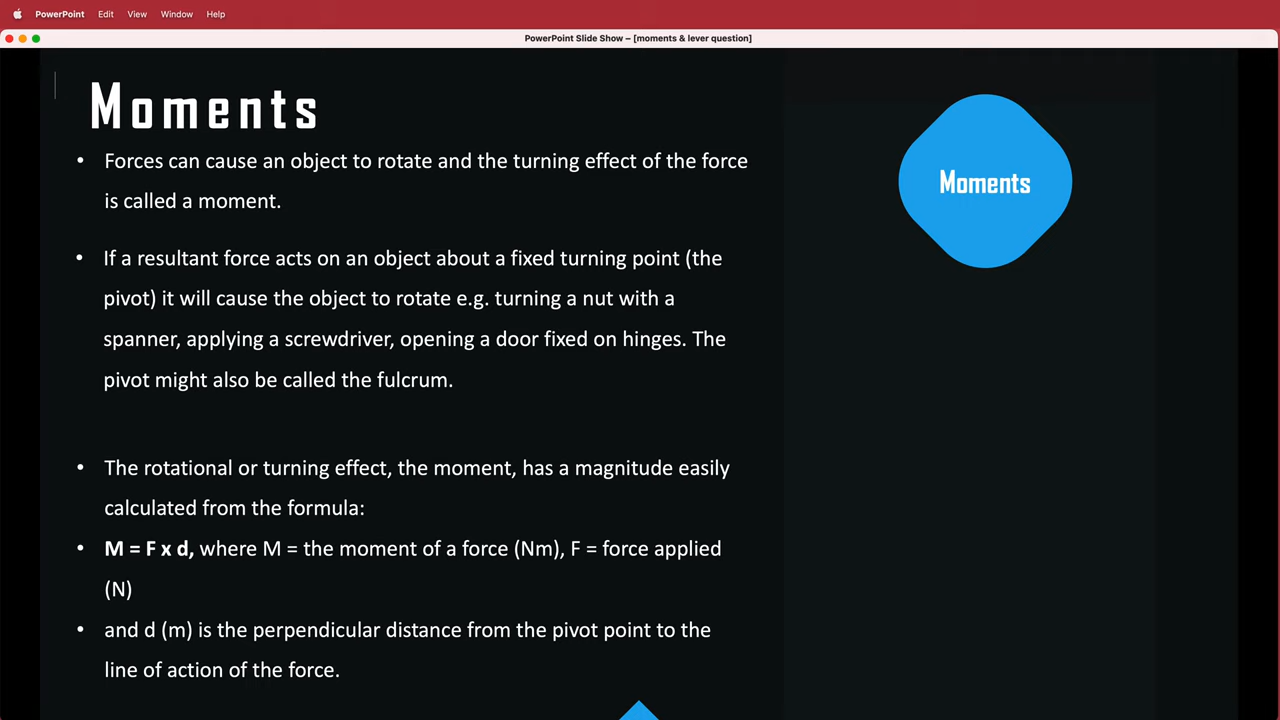 PowerPoint Edit View Window Help
PowerPoint Slide Show – [moments & lever question]
Moments
• Forces can cause an object to rotate and the turning effect of the force
is called a moment.
• If a resultant force acts on an object about a fixed turning point (the
pivot) it will cause the object to rotate e.g. turning a nut with a
spanner, applying a screwdriver, opening a door fixed on hinges. The
pivot might also be called the fulcrum.
• The rotational or turning effect, the moment, has a magnitude easily
calculated from the formula:
• M = F x d, where M = the moment of a force (Nm), F = force applied
(N)
• and d (m) is the perpendicular distance from the pivot point to the
line of action of the force.
Moments